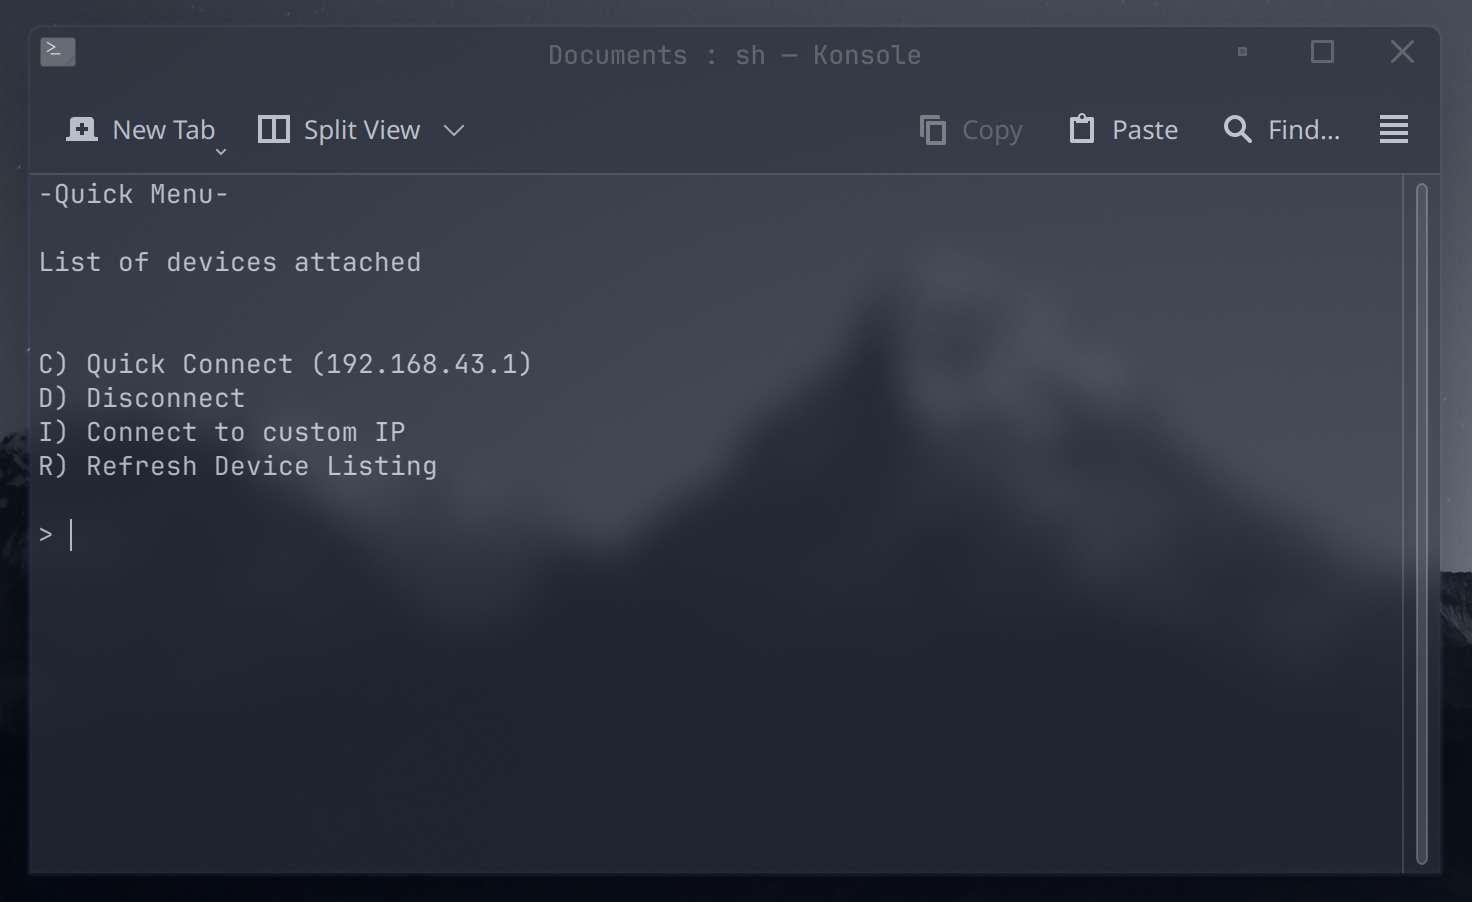 >_
Documents : sh — Konsole
New Tab
Split View
Copy
Paste
Find...
-Quick Menu-
List of devices attached
C) Quick Connect (192.168.43.1)
D) Disconnect
I) Connect to custom IP
R) Refresh Device Listing
>